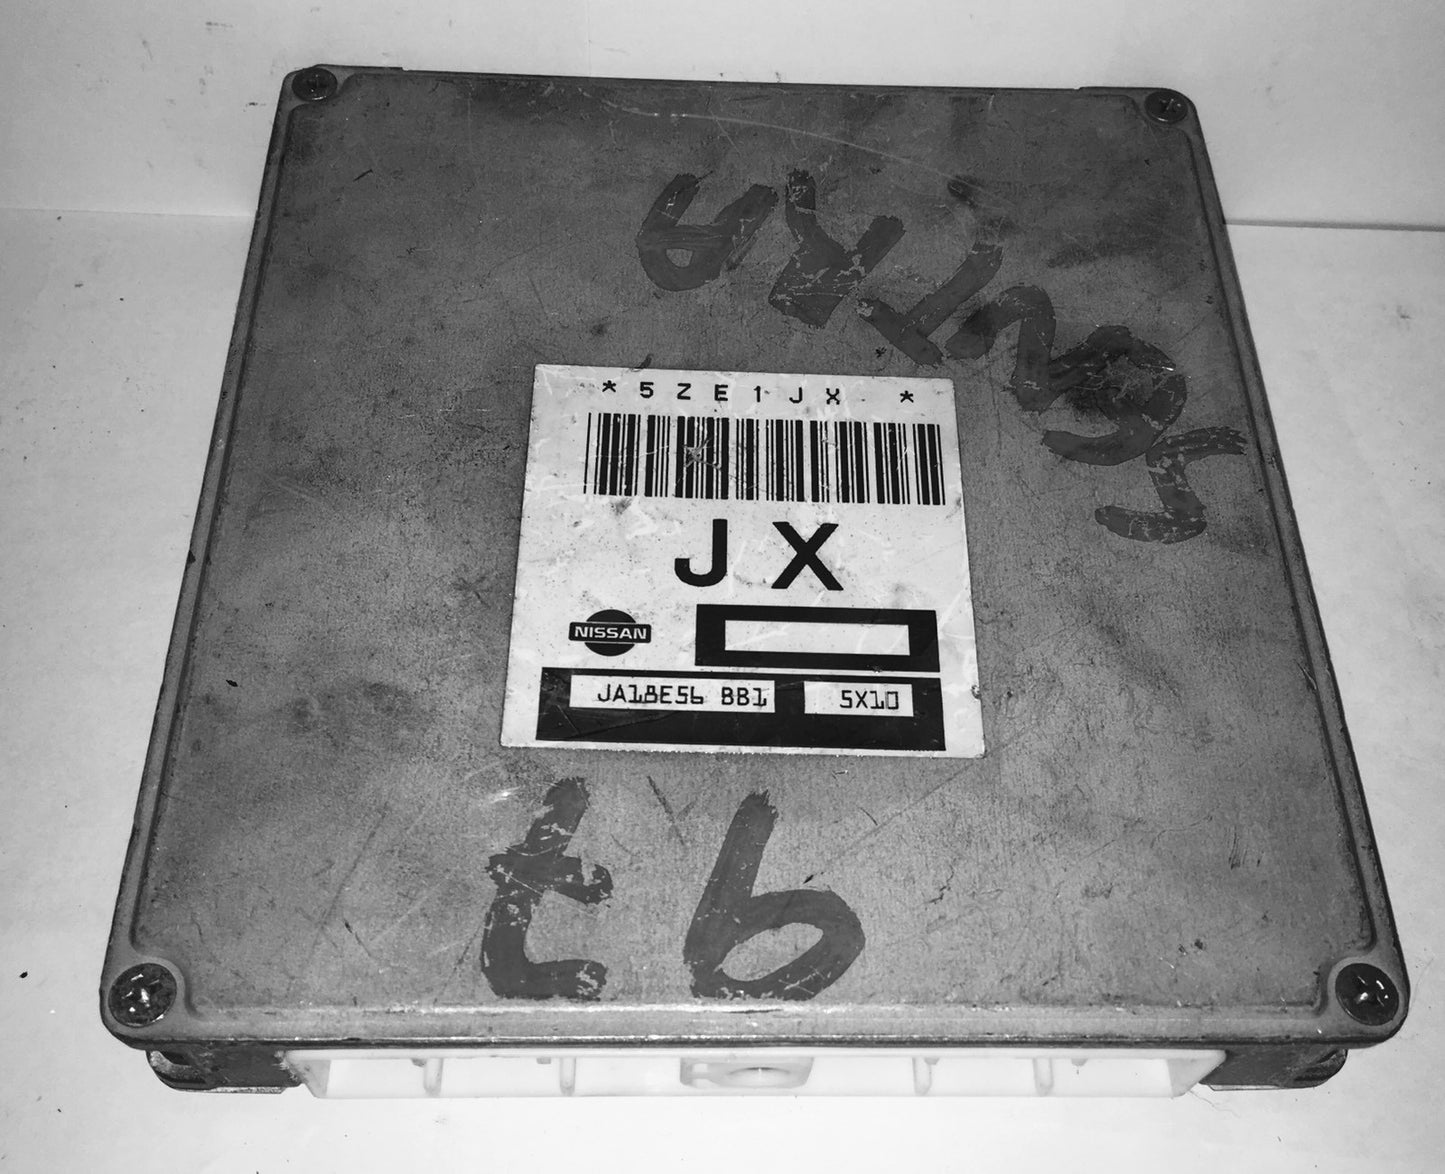 SENTRA
*5ZE1JX *
JX
NISSAN
JA18E56 BB1 5X10
97